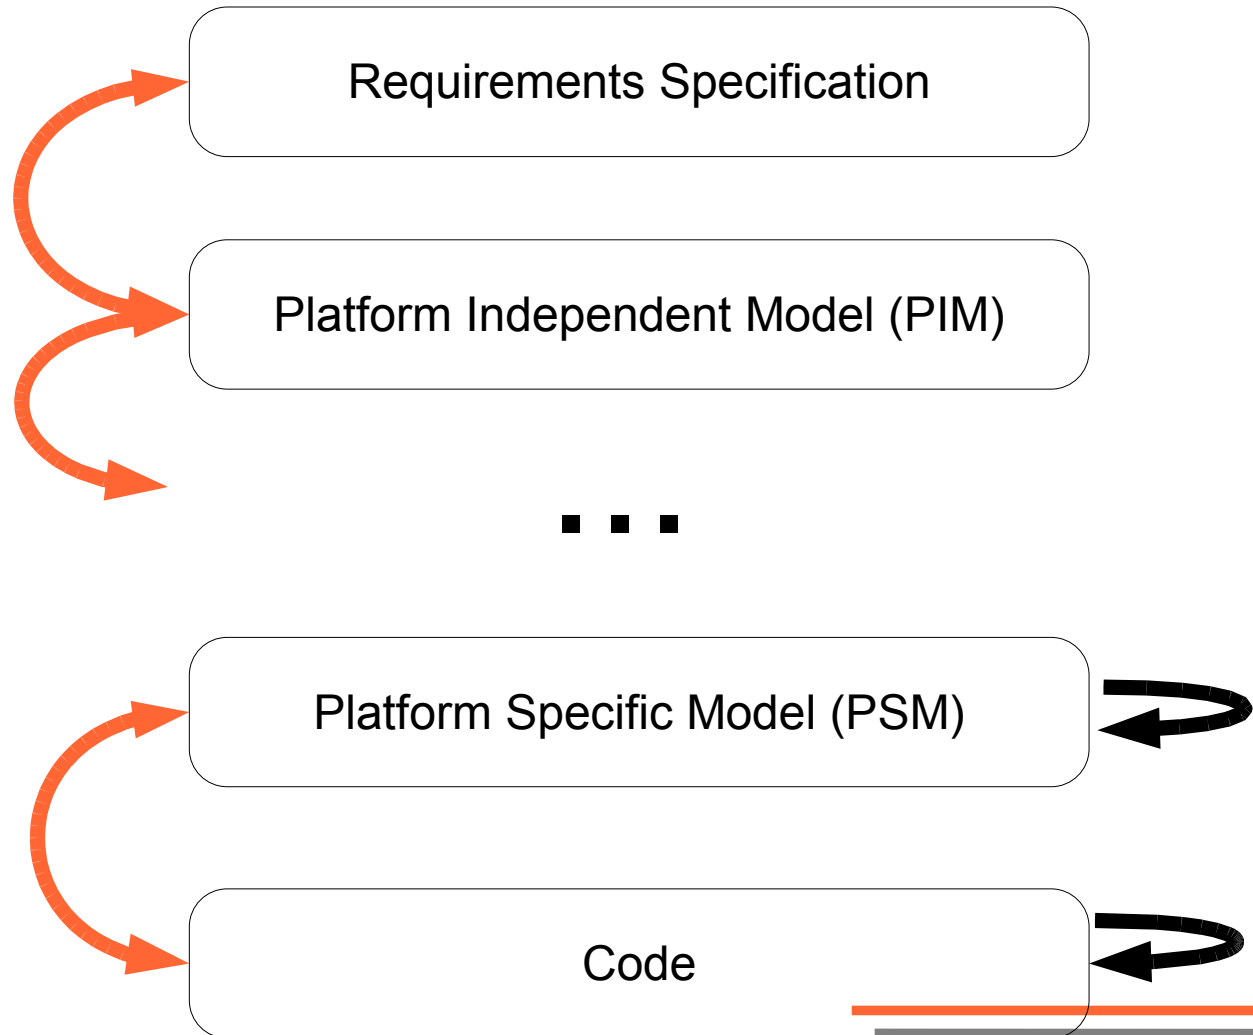 Requirements Specification
Platform Independent Model (PIM)
...
Platform Specific Model (PSM)
Code